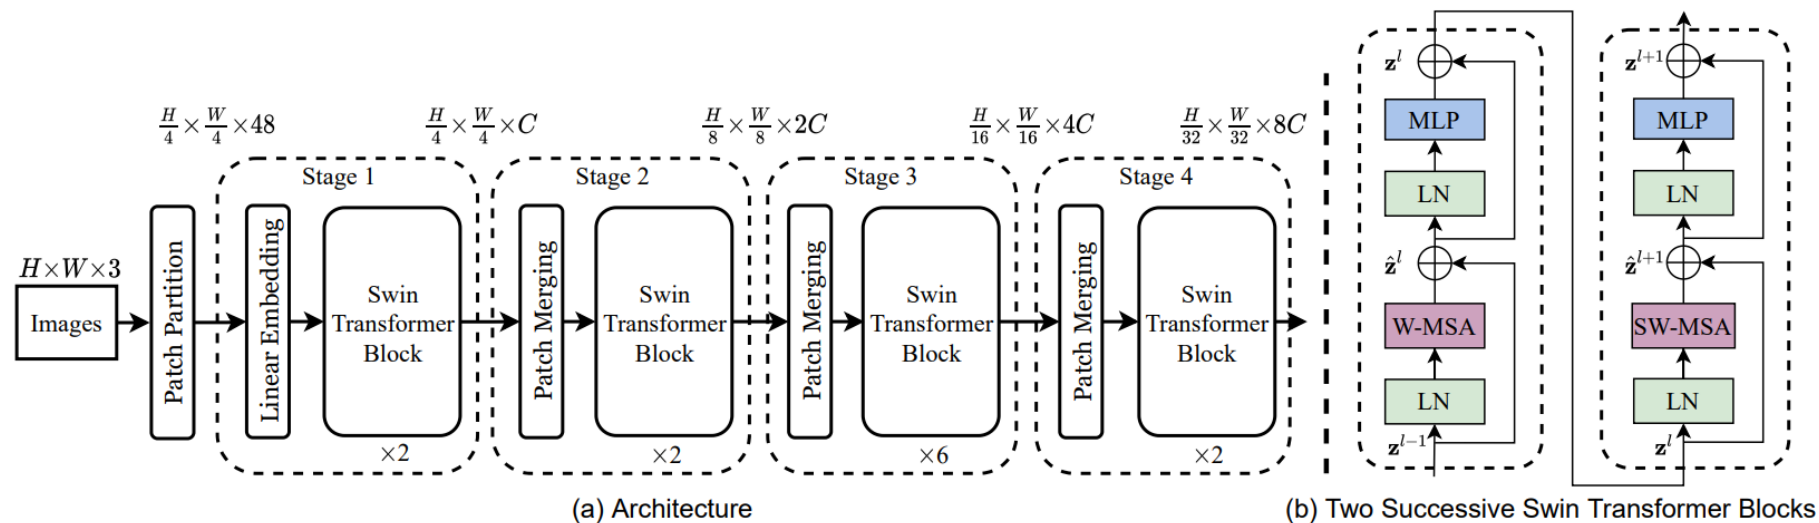 H/4 × W/4 × 48
H/4 × W/4 × C
H/8 × W/8 × 2C
H/16 × W/16 × 4C
H/32 × W/32 × 8C
H×W×3
Images
Patch Partition
Stage 1
Linear Embedding
Swin
Transformer
Block
×2
Stage 2
Patch Merging
Swin
Transformer
Block
×2
Stage 3
Patch Merging
Swin
Transformer
Block
×6
Stage 4
Patch Merging
Swin
Transformer
Block
×2
(a) Architecture
z^l
MLP
LN
ẑ^l
W-MSA
LN
z^{l−1}
z^{l+1}
MLP
LN
ẑ^{l+1}
SW-MSA
LN
z^l
(b) Two Successive Swin Transformer Blocks